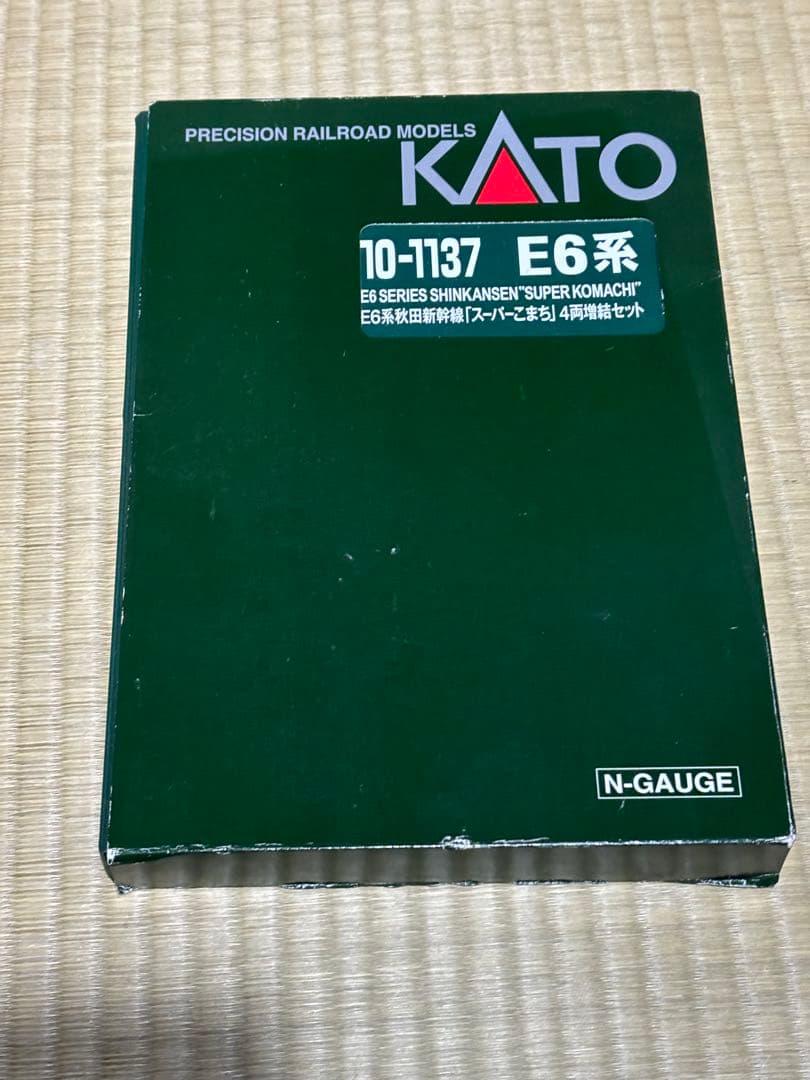 PRECISION RAILROAD MODELS
KATO
10-1137 E6系
E6 SERIES SHINKANSEN"SUPER KOMACHI"
E6系秋田新幹線「スーパーこまち」4両増結セット
N-GAUGE